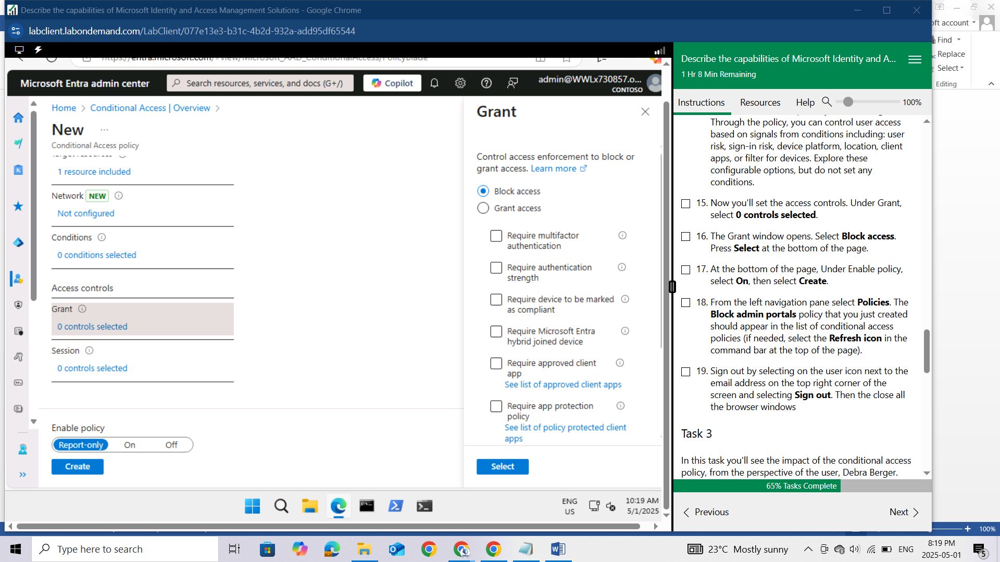 Describe the capabilities of Microsoft Identity and Access Management Solutions - Google Chrome
labclient.labondemand.com/LabClient/077e13e3-b31c-4b2d-932a-add95df65544
Microsoft Entra admin center
Search resources, services, and docs (G+/)
Copilot
admin@WWLx730857.o...
CONTOSO
Home > Conditional Access | Overview >
New ...
Conditional Access policy
1 resource included
Network NEW
Not configured
Conditions
0 conditions selected
Access controls
Grant
0 controls selected
Session
0 controls selected
Enable policy
Report-only On Off
Create
Grant
Control access enforcement to block or
grant access. Learn more
Block access
Grant access
Require multifactor
authentication
Require authentication
strength
Require device to be marked
as compliant
Require Microsoft Entra
hybrid joined device
Require approved client
app
See list of approved client apps
Require app protection
policy
See list of policy protected client
apps
Select
ENG
US
10:19 AM
5/1/2025
Describe the capabilities of Microsoft Identity and A...
1 Hr 8 Min Remaining
Instructions Resources Help 100%
Through the policy, you can control user access
based on signals from conditions including: user
risk, sign-in risk, device platform, location, client
apps, or filter for devices. Explore these
configurable options, but do not set any
conditions.
15. Now you'll set the access controls. Under Grant,
select 0 controls selected.
16. The Grant window opens. Select Block access.
Press Select at the bottom of the page.
17. At the bottom of the page, Under Enable policy,
select On, then select Create.
18. From the left navigation pane select Policies. The
Block admin portals policy that you just created
should appear in the list of conditional access
policies (if needed, select the Refresh icon in the
command bar at the top of the page).
19. Sign out by selecting on the user icon next to the
email address on the top right corner of the
screen and selecting Sign out. Then the close all
the browser windows
Task 3
In this task you'll see the impact of the conditional access
policy, from the perspective of the user, Debra Berger.
65% Tasks Complete
Previous
Next
account
Find
Replace
Select
Editing
100%
Type here to search
23°C Mostly sunny
ENG
8:19 PM
2025-05-01
5